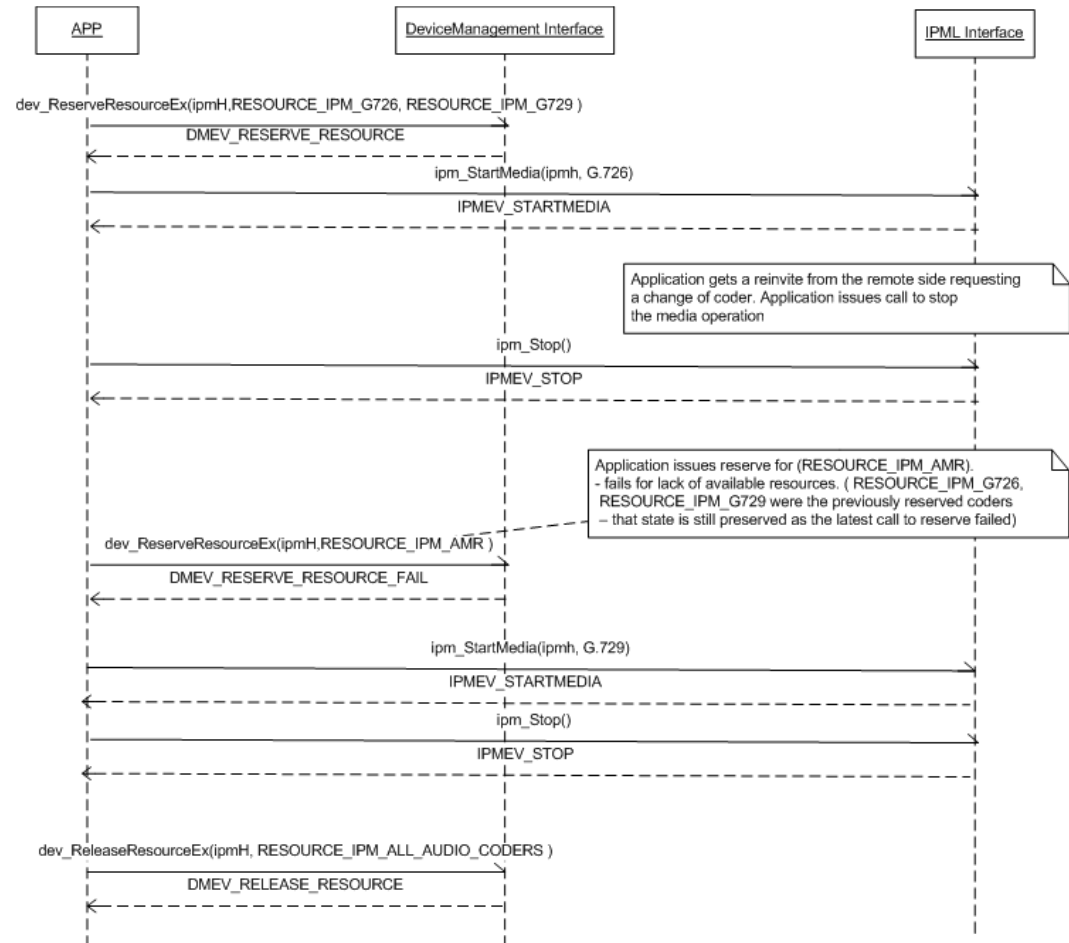 APP
DeviceManagement Interface
IPML Interface
dev_ReserveResourceEx(ipmH,RESOURCE_IPM_G726, RESOURCE_IPM_G729 )
DMEV_RESERVE_RESOURCE
ipm_StartMedia(ipmh, G.726)
IPMEV_STARTMEDIA
Application gets a reinvite from the remote side requesting
a change of coder. Application issues call to stop
the media operation
ipm_Stop()
IPMEV_STOP
Application issues reserve for (RESOURCE_IPM_AMR).
- fails for lack of available resources. ( RESOURCE_IPM_G726,
RESOURCE_IPM_G729 were the previously reserved coders
– that state is still preserved as the latest call to reserve failed)
dev_ReserveResourceEx(ipmH,RESOURCE_IPM_AMR )
DMEV_RESERVE_RESOURCE_FAIL
ipm_StartMedia(ipmh, G.729)
IPMEV_STARTMEDIA
ipm_Stop()
IPMEV_STOP
dev_ReleaseResourceEx(ipmH, RESOURCE_IPM_ALL_AUDIO_CODERS )
DMEV_RELEASE_RESOURCE